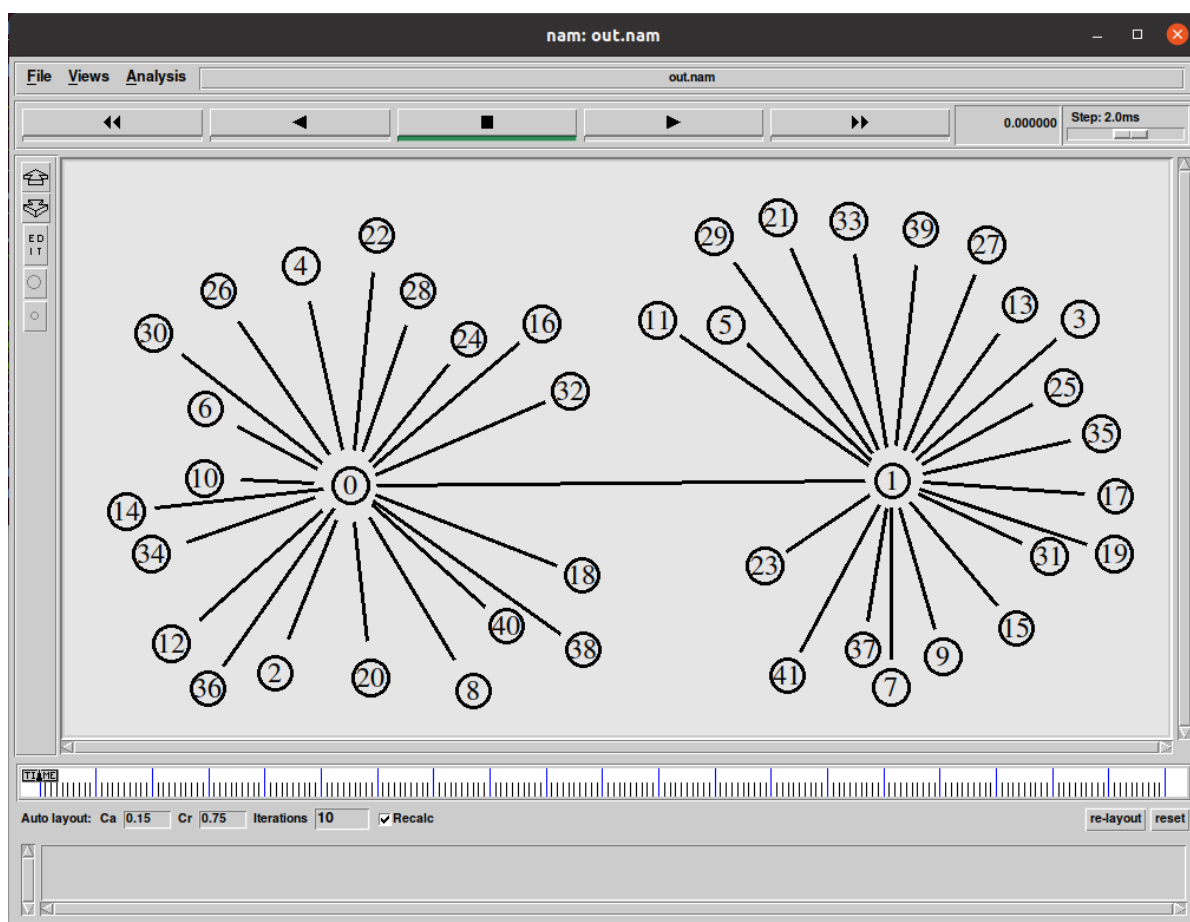 nam: out.nam
File Views Analysis out.nam
0.000000 Step: 2.0ms
ED
IT
22 21 33 39
29 27
4
26 28
13 3
30 24 16 11 5
32 25
6
35
10 0 1 17
14
34 18 23 31 19
12 40 38 15
36 2 20 8 41 37 7 9
TIME
Auto layout: Ca 0.15 Cr 0.75 Iterations 10 Recalc re-layout reset